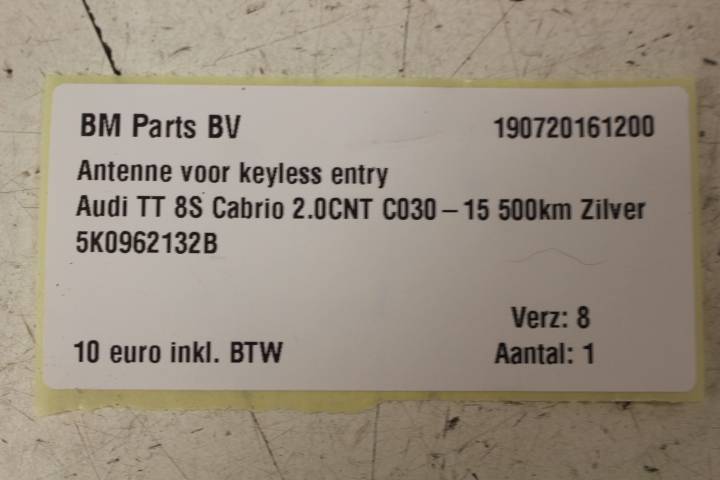 BM Parts BV 190720161200
Antenne voor keyless entry
Audi TT 8S Cabrio 2.0CNT C030 – 15 500km Zilver
5K0962132B
Verz: 8
10 euro inkl. BTW Aantal: 1